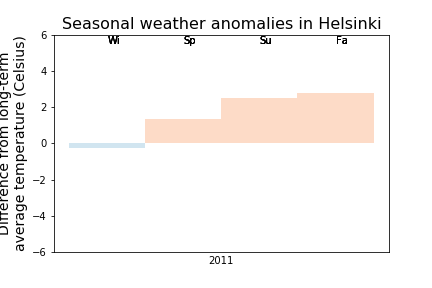 Seasonal weather anomalies in Helsinki
Wi Sp Su Fa
6
4
2
0
−2
−4
−6
Difference from long-term
average temperature (Celsius)
2011